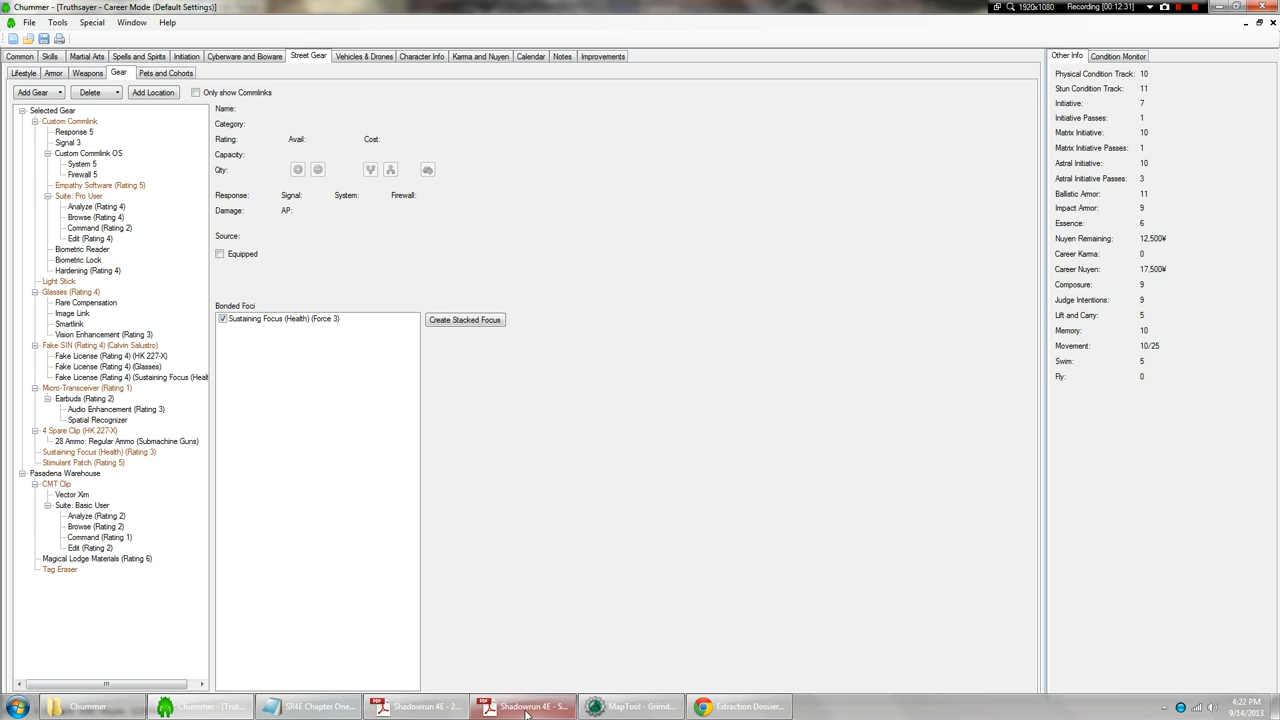 Chummer - [Truthsayer - Career Mode (Default Settings)]
1920x1080 Recording [00:12:31]
File Tools Special Window Help
Common Skills Martial Arts Spells and Spirits Initiation Cyberware and Bioware Street Gear Vehicles & Drones Character Info Karma and Nuyen Calendar Notes Improvements
Other Info Condition Monitor
Lifestyle Armor Weapons Gear Pets and Cohorts
Add Gear Delete Add Location Only show Commlinks
Selected Gear
Custom Commlink
Response 5
Signal 3
Custom Commlink OS
System 5
Firewall 5
Empathy Software (Rating 5)
Suite: Pro User
Analyze (Rating 4)
Browse (Rating 4)
Command (Rating 2)
Edit (Rating 4)
Biometric Reader
Biometric Lock
Hardening (Rating 4)
Light Stick
Glasses (Rating 4)
Flare Compensation
Image Link
Smartlink
Vision Enhancement (Rating 3)
Fake SIN (Rating 4) (Calvin Salustro)
Fake License (Rating 4) (HK 227-X)
Fake License (Rating 4) (Glasses)
Fake License (Rating 4) (Sustaining Focus (Healt
Micro-Transceiver (Rating 1)
Earbuds (Rating 2)
Audio Enhancement (Rating 3)
Spatial Recognizer
4 Spare Clip (HK 227-X)
28 Ammo: Regular Ammo (Submachine Guns)
Sustaining Focus (Health) (Rating 3)
Stimulant Patch (Rating 5)
Pasadena Warehouse
CMT Clip
Vector Xim
Suite: Basic User
Analyze (Rating 2)
Browse (Rating 2)
Command (Rating 1)
Edit (Rating 2)
Magical Lodge Materials (Rating 6)
Tag Eraser
Name:
Category:
Rating: Avail: Cost:
Capacity:
Qty:
Response: Signal: System: Firewall:
Damage: AP:
Source:
Equipped
Bonded Foci
Sustaining Focus (Health) (Force 3)
Create Stacked Focus
Physical Condition Track: 10
Stun Condition Track: 11
Initiative: 7
Initiative Passes: 1
Matrix Initiative: 10
Matrix Initiative Passes: 1
Astral Initiative: 10
Astral Initiative Passes: 3
Ballistic Armor: 11
Impact Armor: 9
Essence: 6
Nuyen Remaining: 12,500¥
Career Karma: 0
Career Nuyen: 17,500¥
Composure: 9
Judge Intentions: 9
Lift and Carry: 5
Memory: 10
Movement: 10/25
Swim: 5
Fly: 0
Chummer Chummer - [Trut... SR4E Chapter One... Shadowrun 4E - 2... Shadowrun 4E - S... MapTool - Grimit... Extraction Dossier...
4:22 PM
9/14/2013